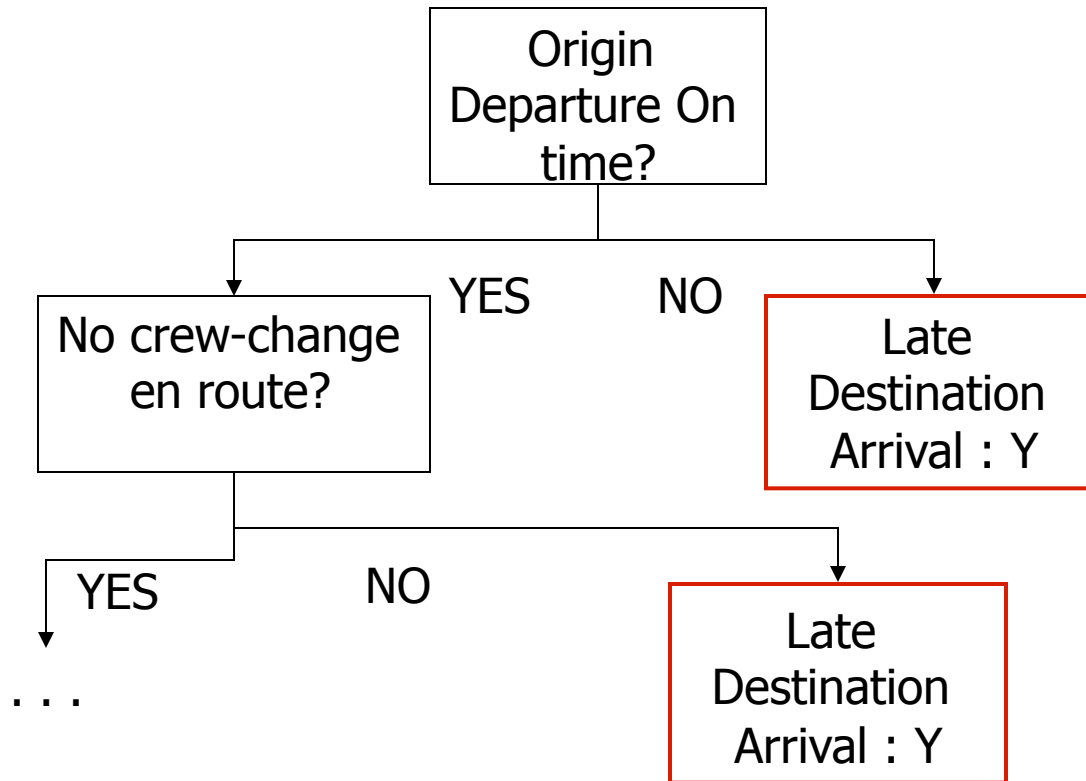 Origin
Departure On
time?
YES
NO
No crew-change
en route?
Late
Destination
Arrival : Y
YES
NO
Late
Destination
Arrival : Y
. . .